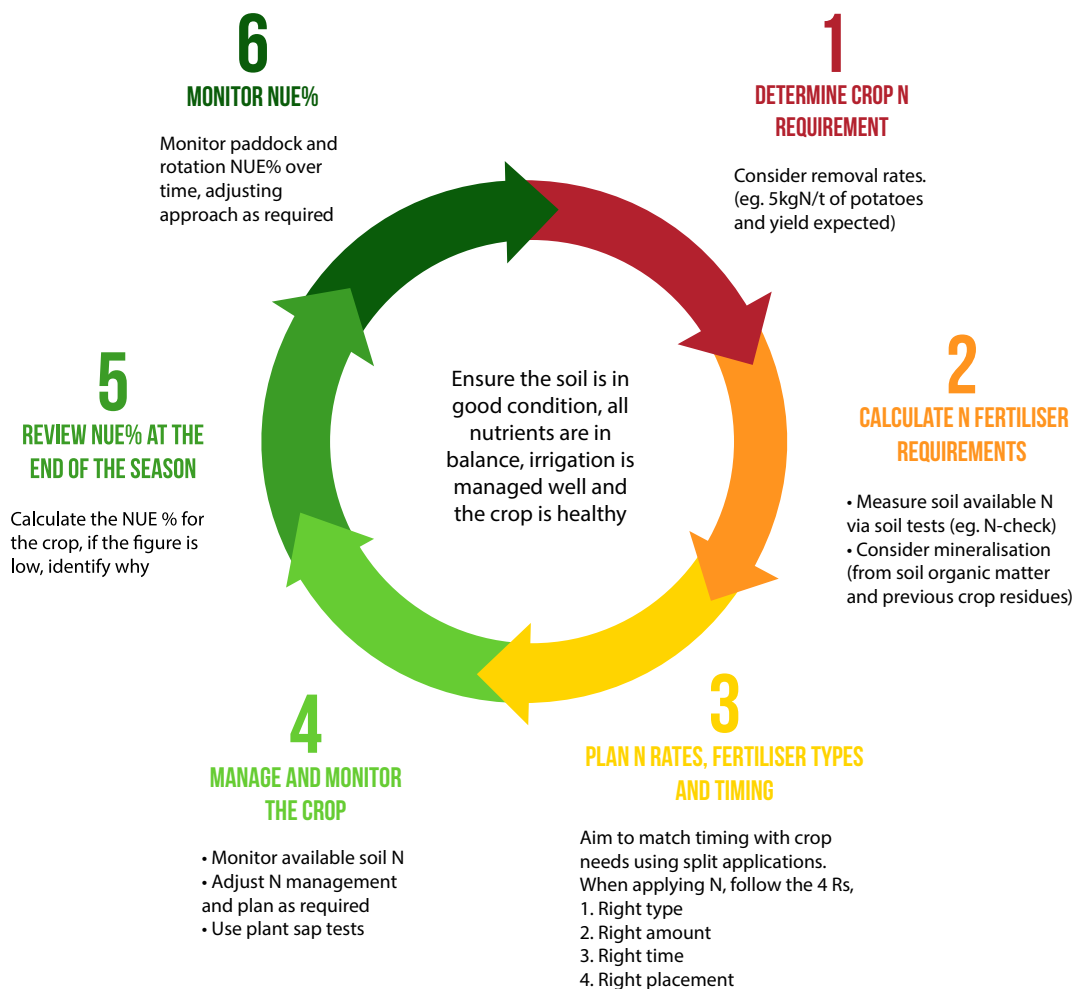 1
DETERMINE CROP N
REQUIREMENT
Consider removal rates.
(eg. 5kgN/t of potatoes
and yield expected)
2
CALCULATE N FERTILISER
REQUIREMENTS
• Measure soil available N
via soil tests (eg. N-check)
• Consider mineralisation
(from soil organic matter
and previous crop residues)
3
PLAN N RATES, FERTILISER TYPES
AND TIMING
Aim to match timing with crop
needs using split applications.
When applying N, follow the 4 Rs,
1. Right type
2. Right amount
3. Right time
4. Right placement
4
MANAGE AND MONITOR
THE CROP
• Monitor available soil N
• Adjust N management
and plan as required
• Use plant sap tests
5
REVIEW NUE% AT THE
END OF THE SEASON
Calculate the NUE % for
the crop, if the figure is
low, identify why
6
MONITOR NUE%
Monitor paddock and
rotation NUE% over
time, adjusting
approach as required
Ensure the soil is in
good condition, all
nutrients are in
balance, irrigation is
managed well and
the crop is healthy